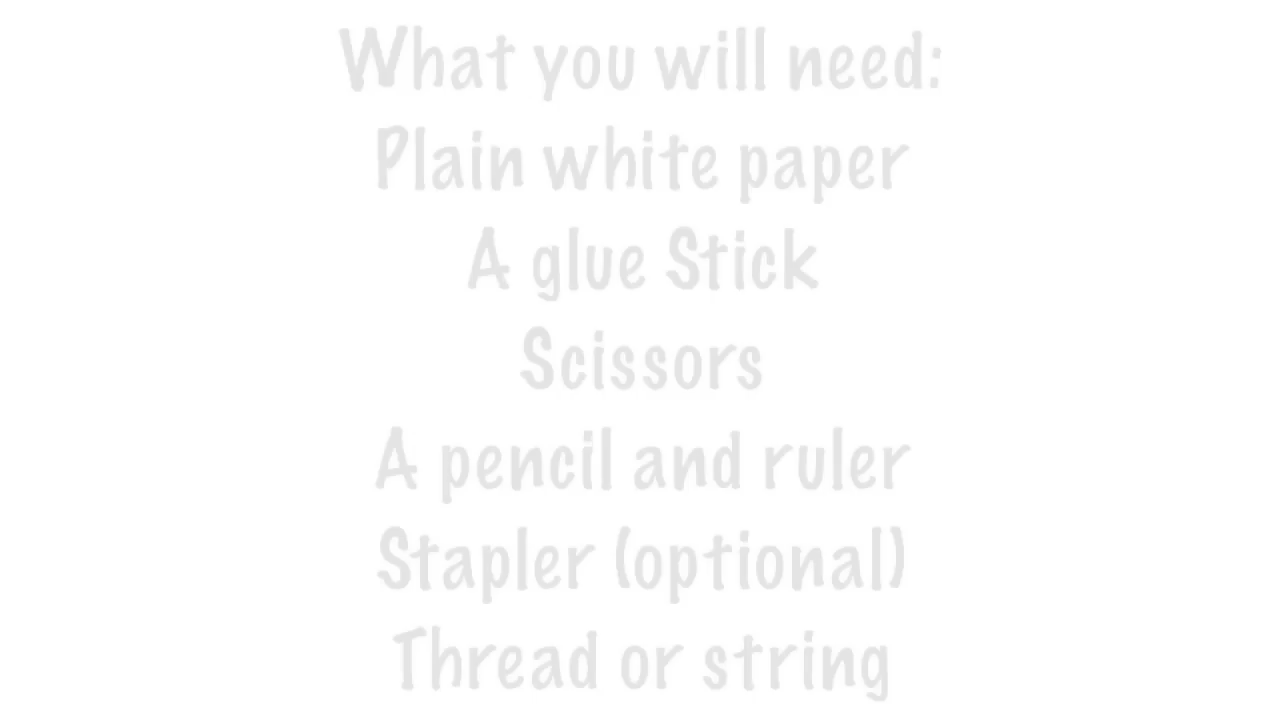 What you will need:
Plain white paper
A glue Stick
Scissors
A pencil and ruler
Stapler (optional)
Thread or string